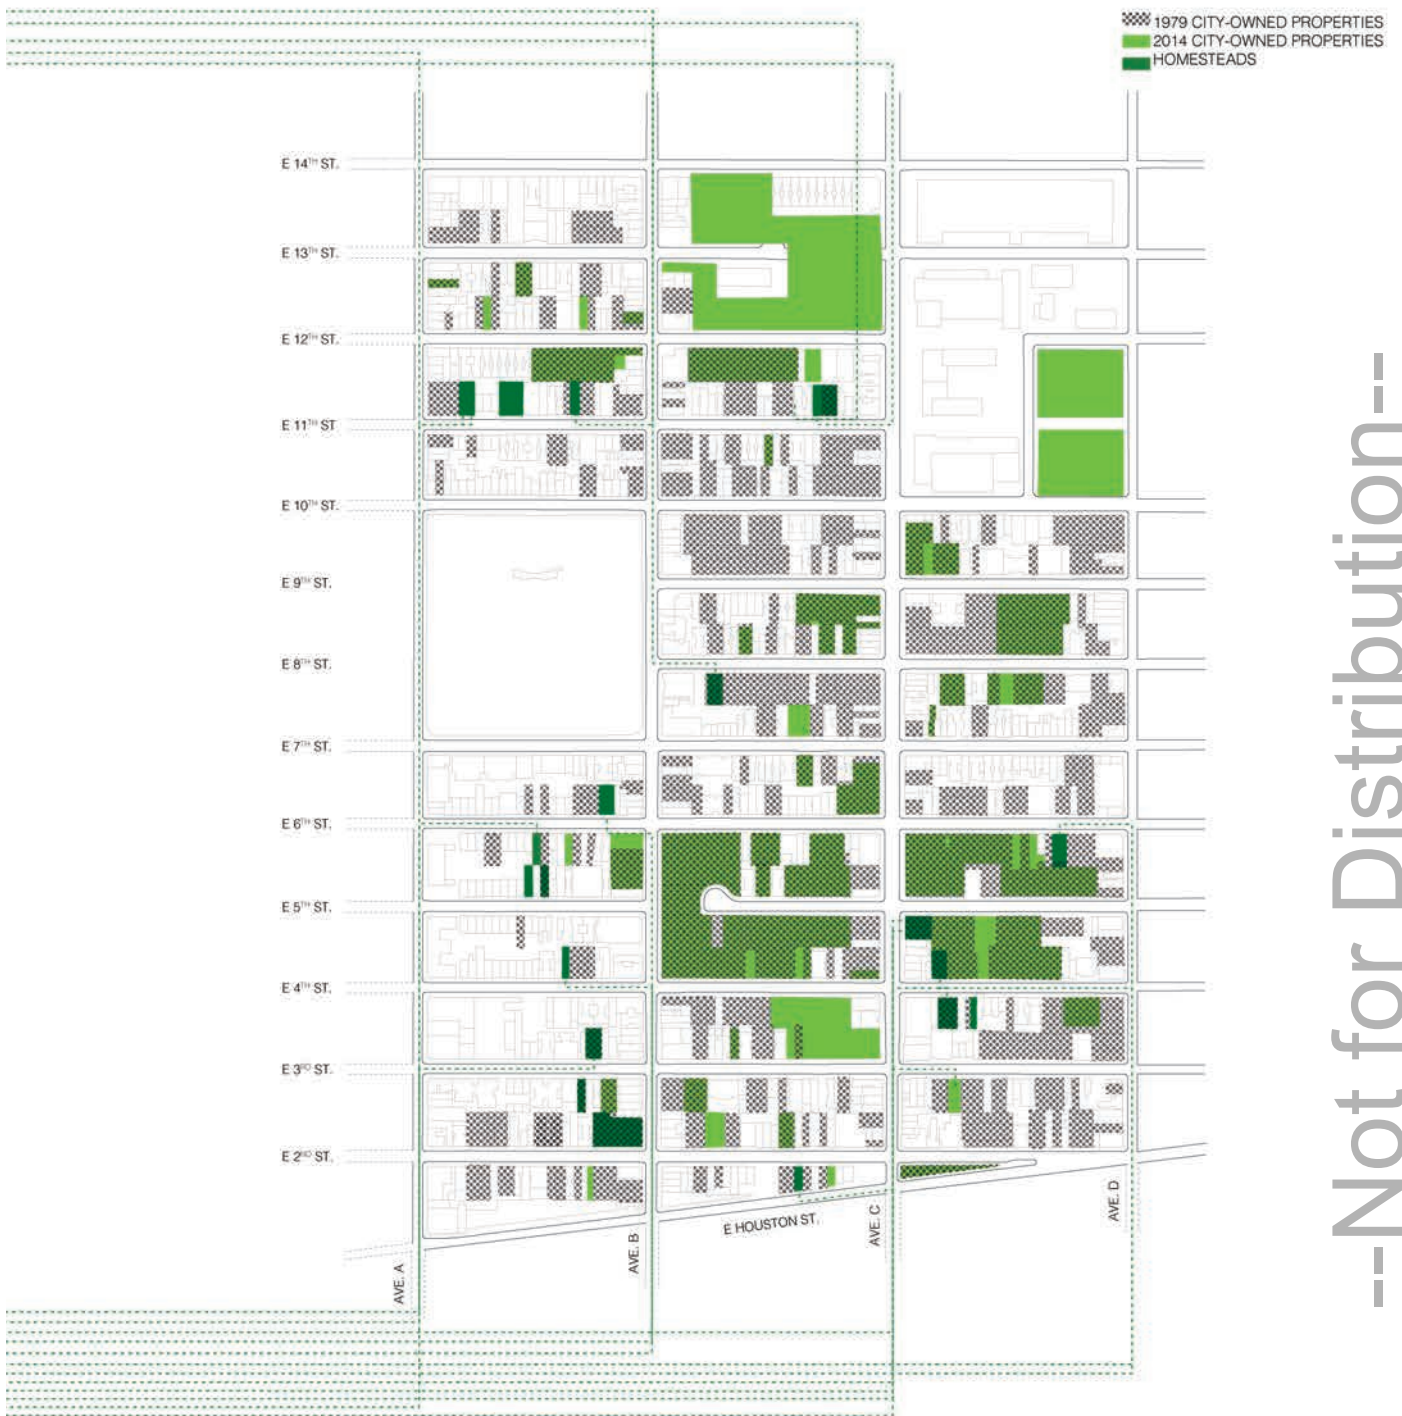 1979 CITY-OWNED PROPERTIES
2014 CITY-OWNED PROPERTIES
HOMESTEADS
E 14TH ST.
E 13TH ST.
E 12TH ST.
E 11TH ST
E 10TH ST.
E 9TH ST.
E 8TH ST.
E 7TH ST.
E 6TH ST.
E 5TH ST.
E 4TH ST.
E 3RD ST.
E 2ND ST.
E HOUSTON ST.
AVE. A
AVE. B
AVE. C
AVE. D
--Not for Distribution--